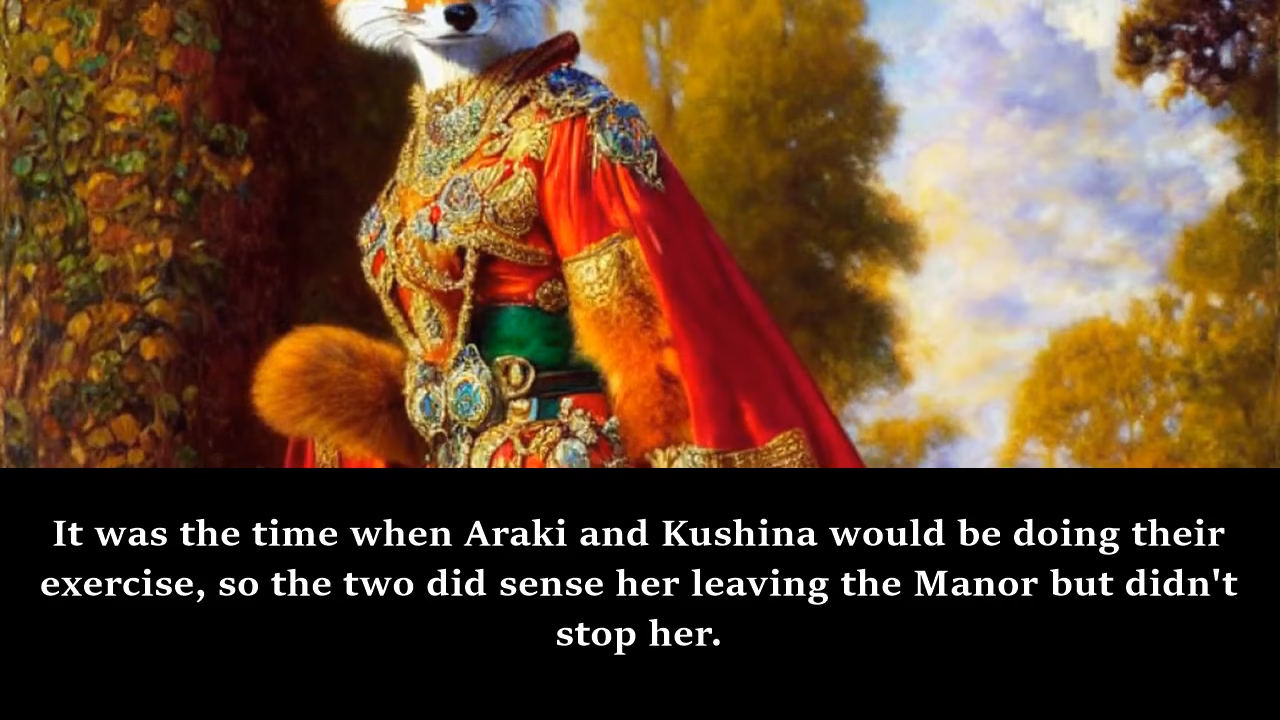 It was the time when Araki and Kushina would be doing their
exercise, so the two did sense her leaving the Manor but didn't
stop her.